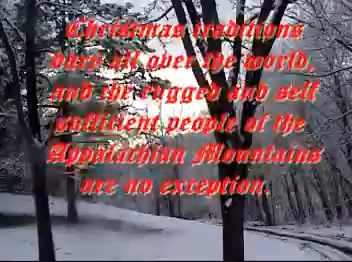 Christmas traditions
vary all over the world,
and the rugged and self
sufficient people of the
Appalachian Mountains
are no exception.